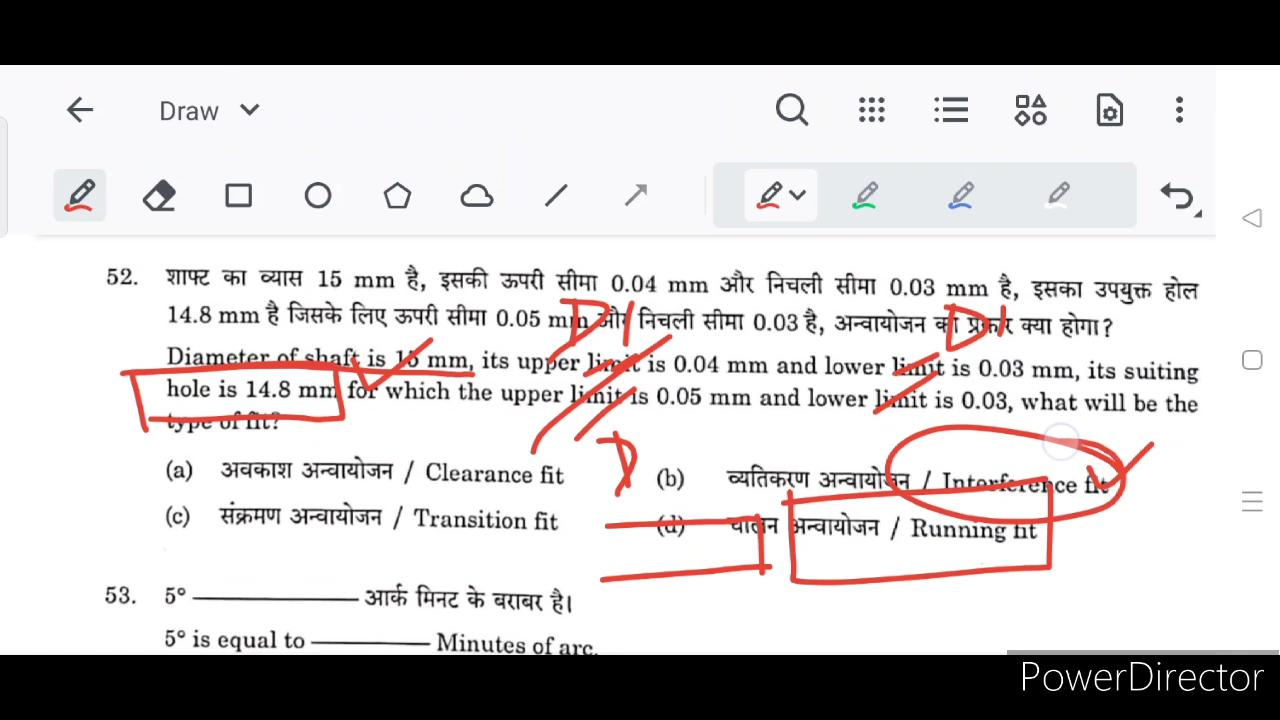 Draw
52. शाफ्ट का व्यास 15 mm है, इसकी ऊपरी सीमा 0.04 mm और निचली सीमा 0.03 mm है, इसका उपयुक्त होल
14.8 mm है जिसके लिए ऊपरी सीमा 0.05 mm और निचली सीमा 0.03 है, अन्वायोजन का प्रकार क्या होगा?
Diameter of shaft is 15 mm, its upper limit is 0.04 mm and lower limit is 0.03 mm, its suiting
hole is 14.8 mm for which the upper limit is 0.05 mm and lower limit is 0.03, what will be the
type of fit?
(a) अवकाश अन्वायोजन / Clearance fit (b) व्यतिकरण अन्वायोजन / Interference fit
(c) संक्रमण अन्वायोजन / Transition fit (d) चालन अन्वायोजन / Running fit
53. 5° —————— आर्क मिनट के बराबर है।
5° is equal to —————— Minutes of arc.
PowerDirector